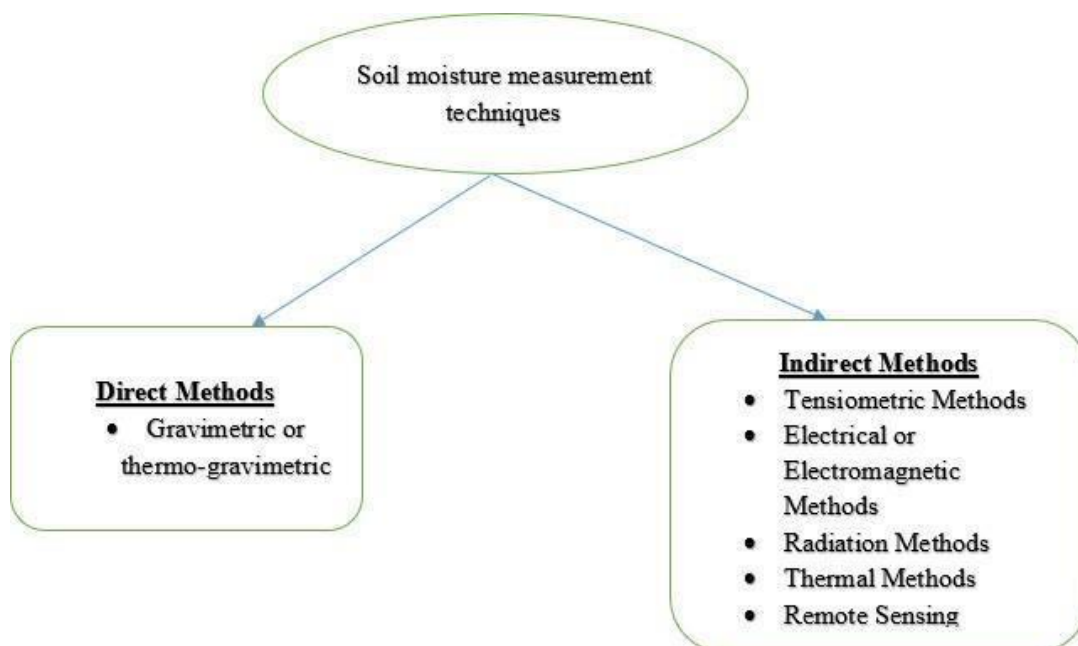 Soil moisture measurement
techniques
Direct Methods
• Gravimetric or
thermo-gravimetric
Indirect Methods
• Tensiometric Methods
• Electrical or
Electromagnetic
Methods
• Radiation Methods
• Thermal Methods
• Remote Sensing